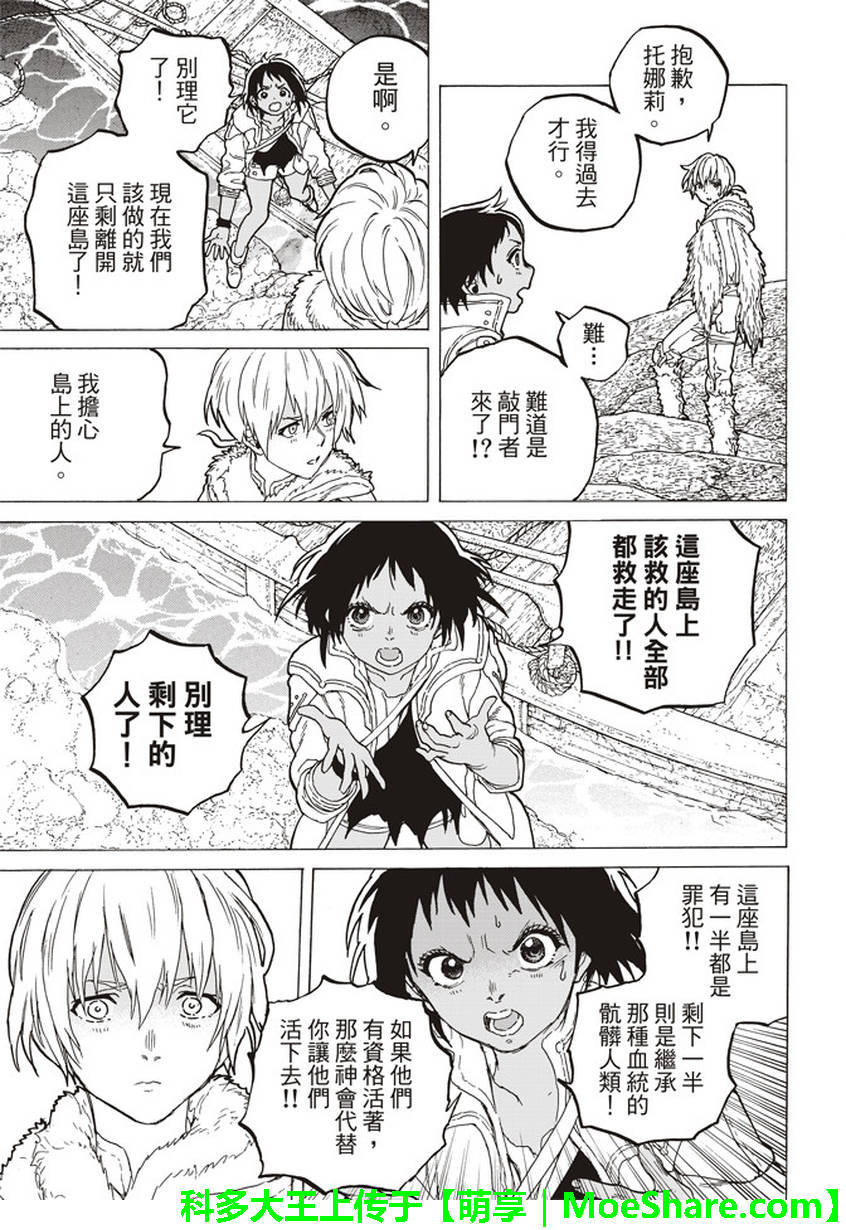 抱歉，
托娜莉。
我得過去
才行。
難…
難道是
敲門者
來了!?
是啊。
別理它
了！
現在我們
該做的就
只剩離開
這座島了！
我擔心
島上的人。
這座島上
該救的人全部
都救走了!!
別理
剩下的
人了！
這座島上
有一半都是
罪犯!!
剩下一半
則是繼承
那種血統的
骯髒人類！
如果他們
有資格活著，
那麼神會代替
你讓他們
活下去!!
科多大王上传于【萌享|MoeShare.com】